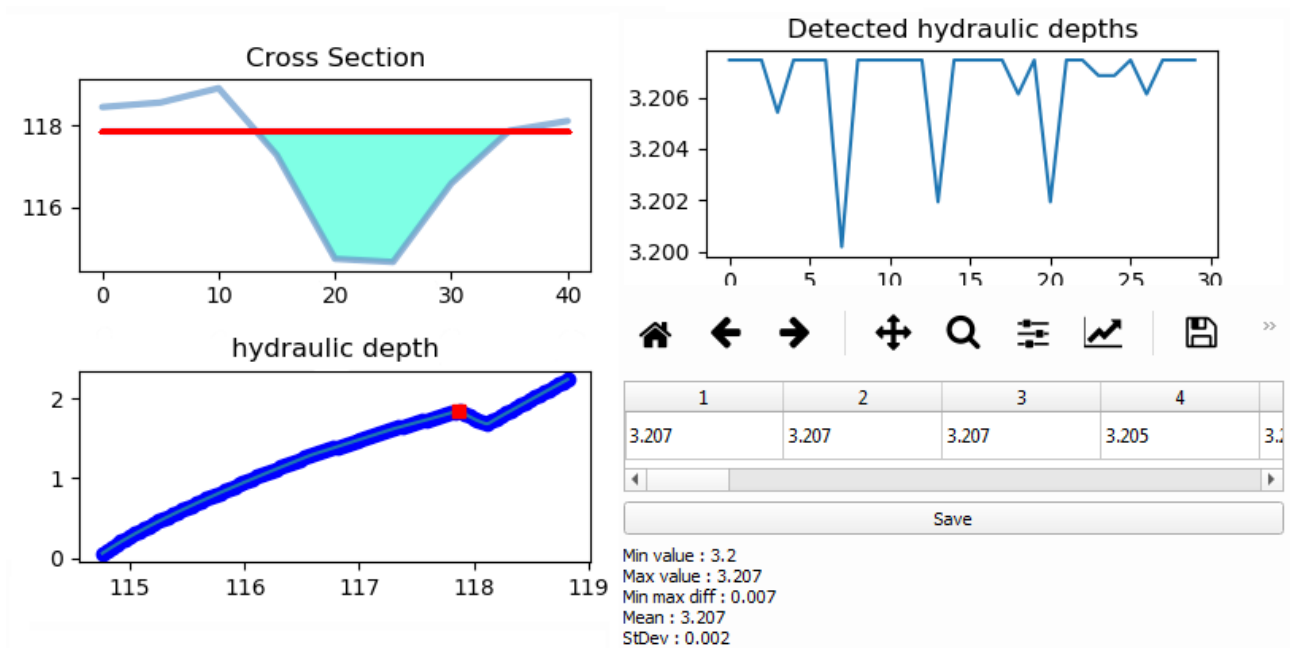 Cross Section
118
116
0 10 20 30 40
hydraulic depth
2
1
0
115 116 117 118 119
Detected hydraulic depths
3.206
3.204
3.202
3.200
0 5 10 15 20 25 30
»
1 2 3 4
3.207 3.207 3.207 3.205
Save
Min value : 3.2
Max value : 3.207
Min max diff : 0.007
Mean : 3.207
StDev : 0.002